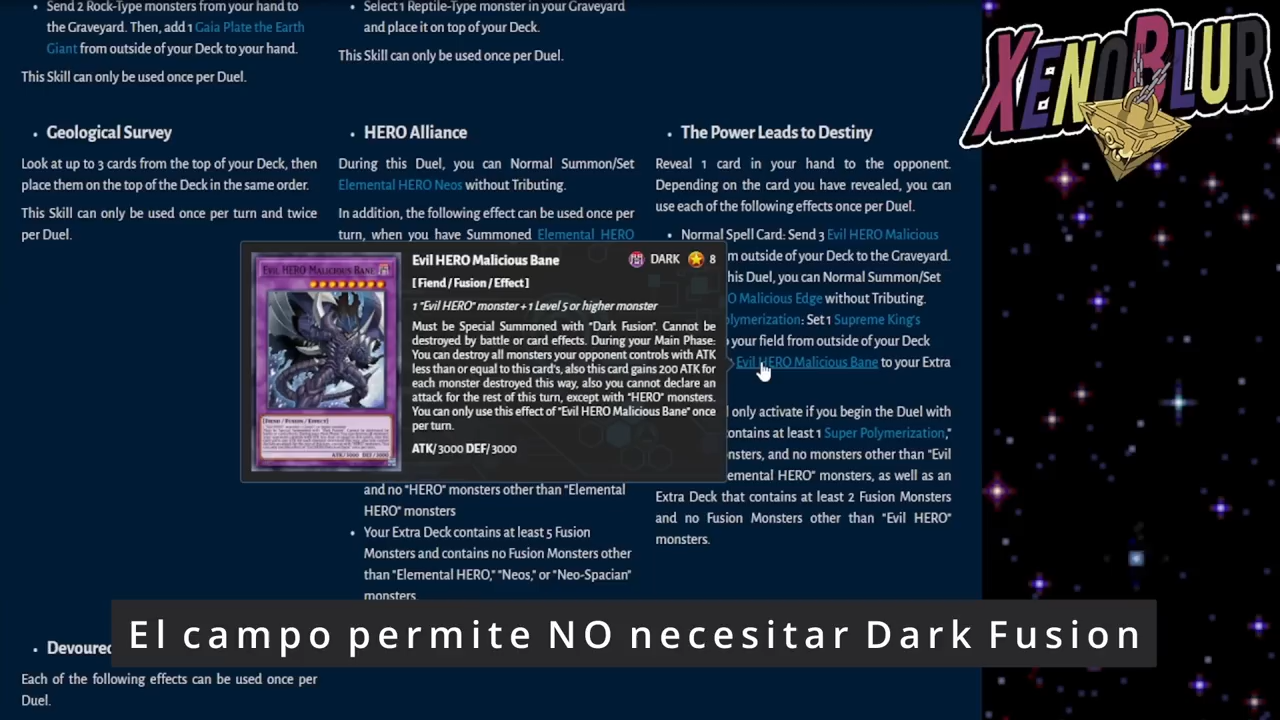 Send 2 Rock-Type monsters from your hand to
the Graveyard. Then, add 1 Gaia Plate the Earth
Giant from outside of your Deck to your hand.
This Skill can only be used once per Duel.
• Select 1 Reptile-Type monster in your Graveyard
and place it on top of your Deck.
This Skill can only be used once per Duel.
XENOBLUR
• Geological Survey
Look at up to 3 cards from the top of your Deck, then
place them on the top of the Deck in the same order.
This Skill can only be used once per turn and twice
per Duel.
• HERO Alliance
During this Duel, you can Normal Summon/Set
Elemental HERO Neos without Tributing.
In addition, the following effect can be used once per
turn, when you have Summoned Elemental HERO
• The Power Leads to Destiny
Reveal 1 card in your hand to the opponent.
Depending on the card you have revealed, you can
use each of the following effects once per Duel.
• Normal Spell Card: Send 3 Evil HERO Malicious
m outside of your Deck to the Graveyard.
his Duel, you can Normal Summon/Set
O Malicious Edge without Tributing.
olymerization: Set 1 Supreme King's
o your field from outside of your Deck
Evil HERO Malicious Bane to your Extra
only activate if you begin the Duel with
ontains at least 1 Super Polymerization,"
onsters, and no monsters other than "Evil
lemental HERO" monsters, as well as an
Extra Deck that contains at least 2 Fusion Monsters
and no Fusion Monsters other than "Evil HERO"
monsters.
Evil HERO Malicious Bane
Evil HERO Malicious Bane DARK 8
[ Fiend / Fusion / Effect ]
1 "Evil HERO" monster + 1 Level 5 or higher monster
Must be Special Summoned with "Dark Fusion". Cannot be
destroyed by battle or card effects. During your Main Phase:
You can destroy all monsters your opponent controls with ATK
less than or equal to this card's, also this card gains 200 ATK for
each monster destroyed this way, also you cannot declare an
attack for the rest of this turn, except with "HERO" monsters.
You can only use this effect of "Evil HERO Malicious Bane" once
per turn.
ATK/ 3000 DEF/ 3000
[Fiend / Fusion / Effect]
ATK/3000 DEF/3000
and no "HERO" monsters other than "Elemental
HERO" monsters
• Your Extra Deck contains at least 5 Fusion
Monsters and contains no Fusion Monsters other
than "Elemental HERO," "Neos," or "Neo-Spacian"
monsters
El campo permite NO necesitar Dark Fusion
• Devoured
Each of the following effects can be used once per
Duel.